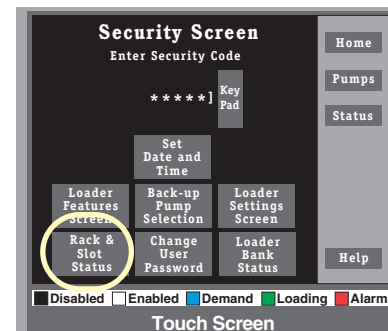 Security Screen
Enter Security Code
*****]
Key
Pad
Set
Date and
Time
Loader
Features
Screen
Back-up
Pump
Selection
Loader
Settings
Screen
Rack &
Slot
Status
Change
User
Password
Loader
Bank
Status
Home
Pumps
Status
Help
Disabled Enabled Demand Loading Alarm
Touch Screen